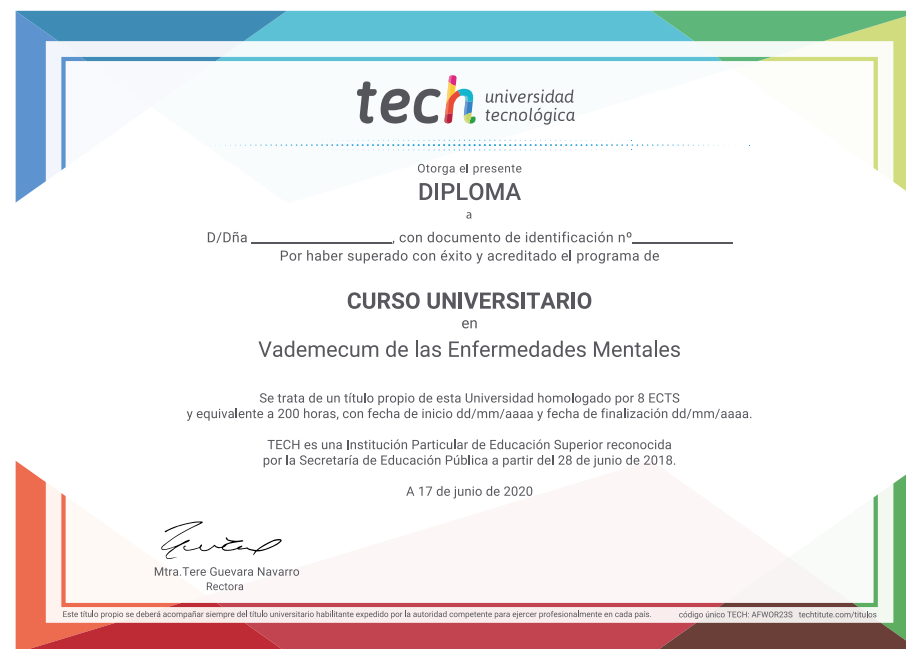 tech universidad
tecnológica
Otorga el presente
DIPLOMA
a
D/Dña ____________________, con documento de identificación nº______________
Por haber superado con éxito y acreditado el programa de
CURSO UNIVERSITARIO
en
Vademecum de las Enfermedades Mentales
Se trata de un título propio de esta Universidad homologado por 8 ECTS
y equivalente a 200 horas, con fecha de inicio dd/mm/aaaa y fecha de finalización dd/mm/aaaa.
TECH es una Institución Particular de Educación Superior reconocida
por la Secretaría de Educación Pública a partir del 28 de junio de 2018.
A 17 de junio de 2020
Mtra.Tere Guevara Navarro
Rectora
Este título propio se deberá acompañar siempre del título universitario habilitante expedido por la autoridad competente para ejercer profesionalmente en cada país. código único TECH: AFWOR23S techtitute.com/titulos